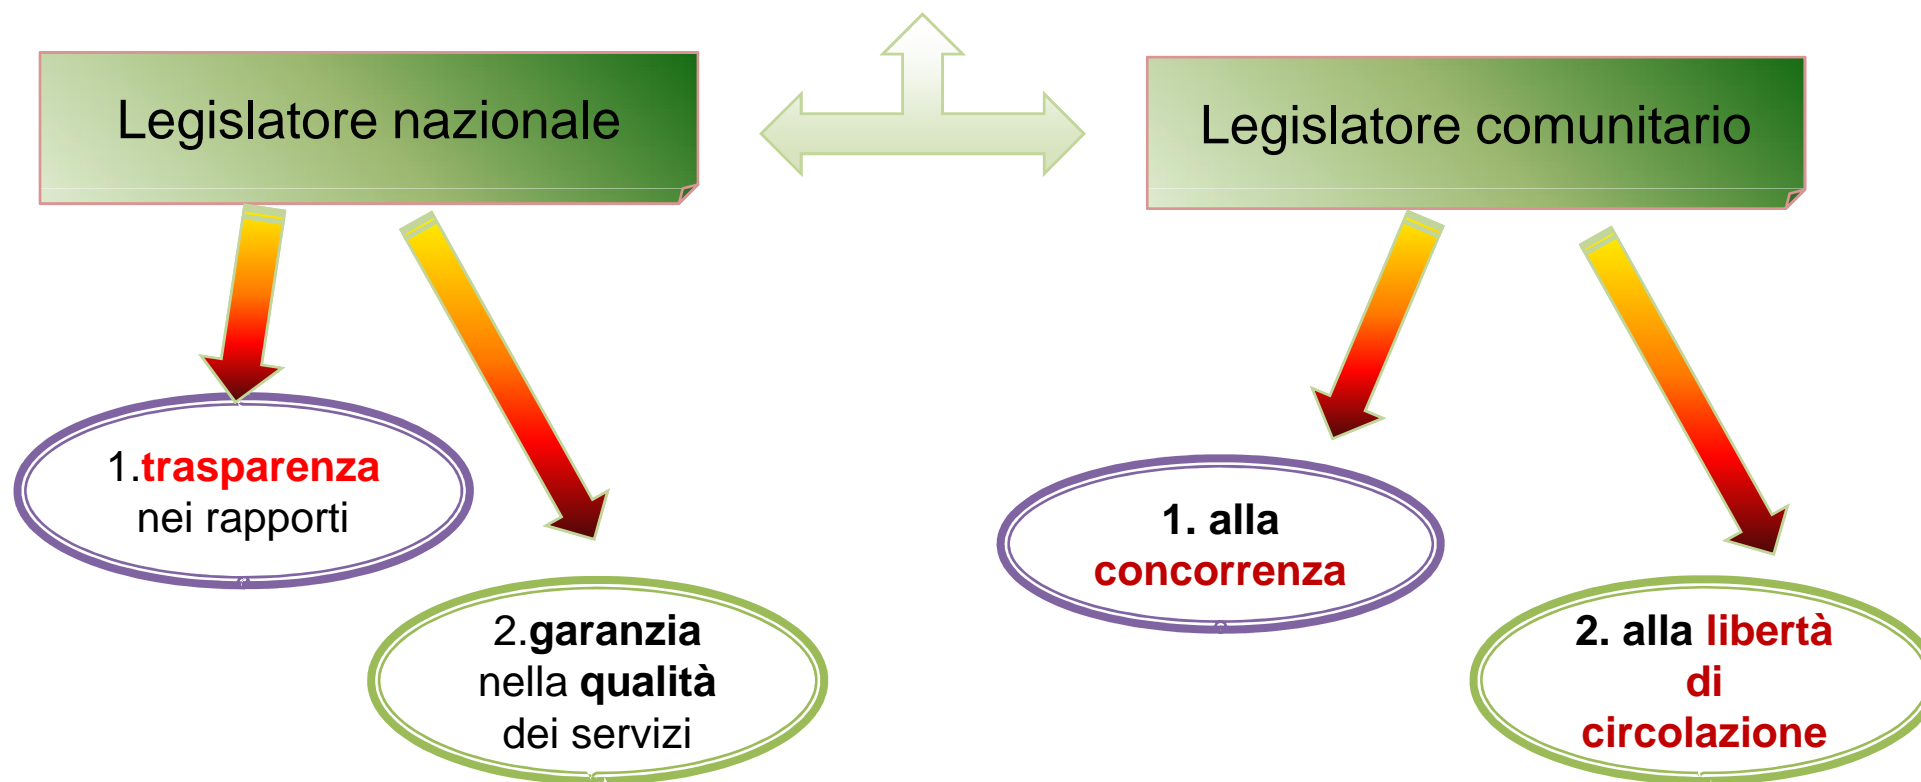 Legislatore nazionale
Legislatore comunitario
1.trasparenza
nei rapporti
2.garanzia
nella qualità
dei servizi
1. alla
concorrenza
2. alla libertà
di
circolazione